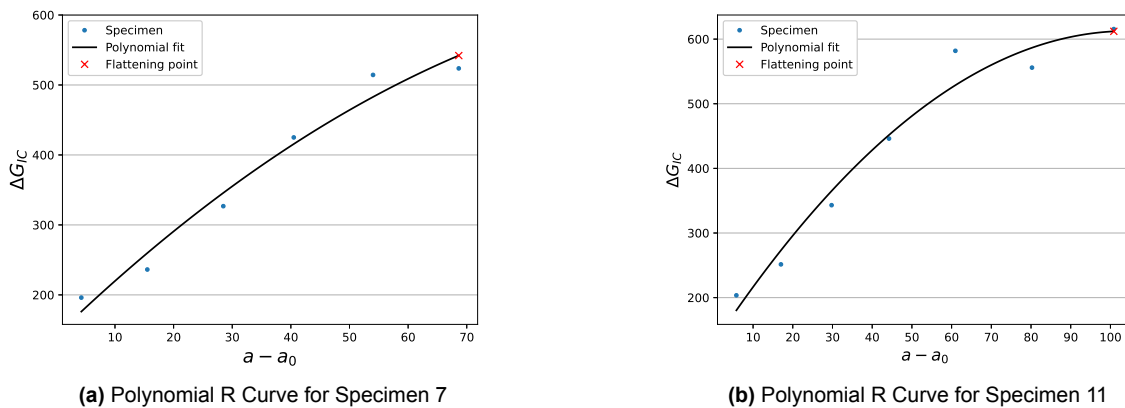 600
500
400
300
200
ΔG_IC
10 20 30 40 50 60 70
a − a₀
Specimen
Polynomial fit
Flattening point
(a) Polynomial R Curve for Specimen 7
600
500
400
300
200
ΔG_IC
10 20 30 40 50 60 70 80 90 100
a − a₀
Specimen
Polynomial fit
Flattening point
(b) Polynomial R Curve for Specimen 11